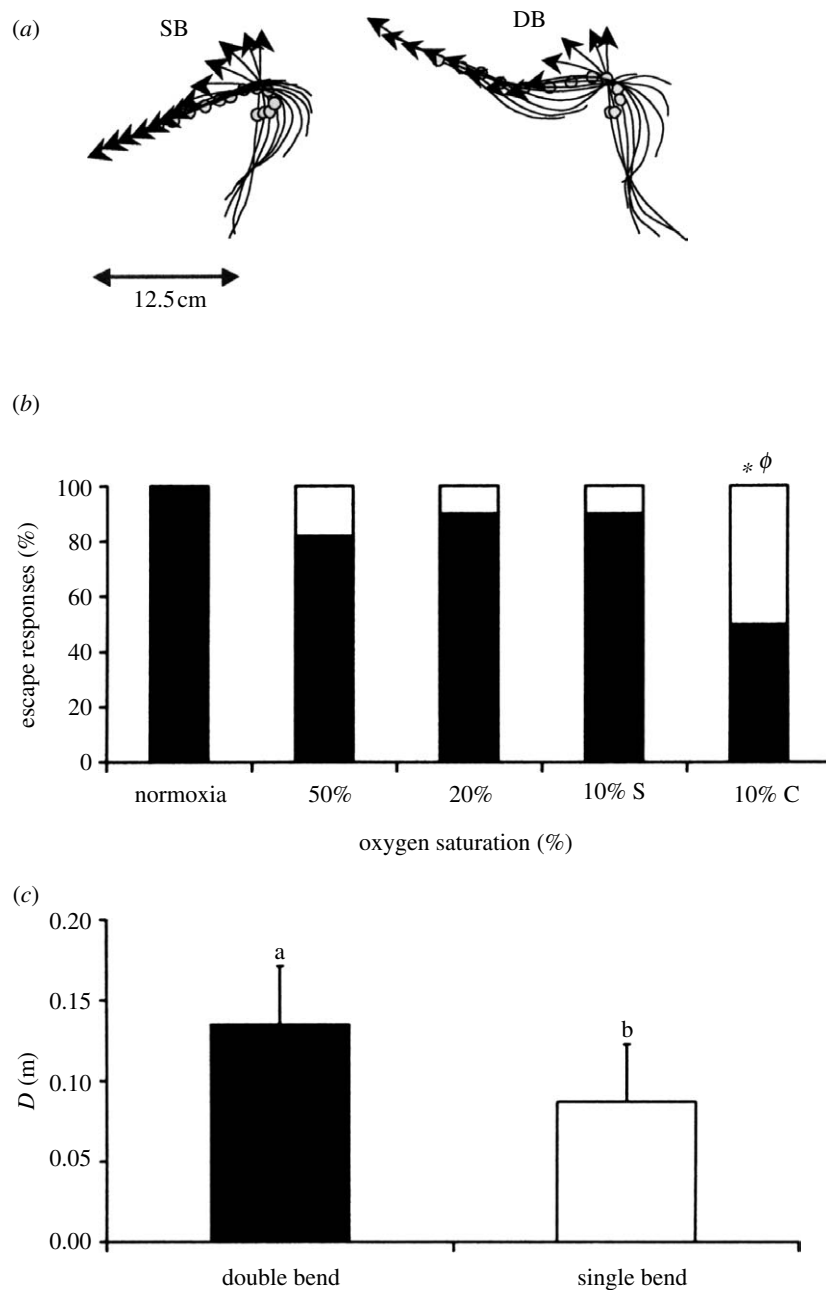 (a)
SB
DB
12.5 cm
(b)
* ϕ
100
80
60
40
20
0
escape responses (%)
normoxia 50% 20% 10% S 10% C
oxygen saturation (%)
(c)
0.20
0.15
0.10
0.05
0.00
D (m)
a
b
double bend single bend